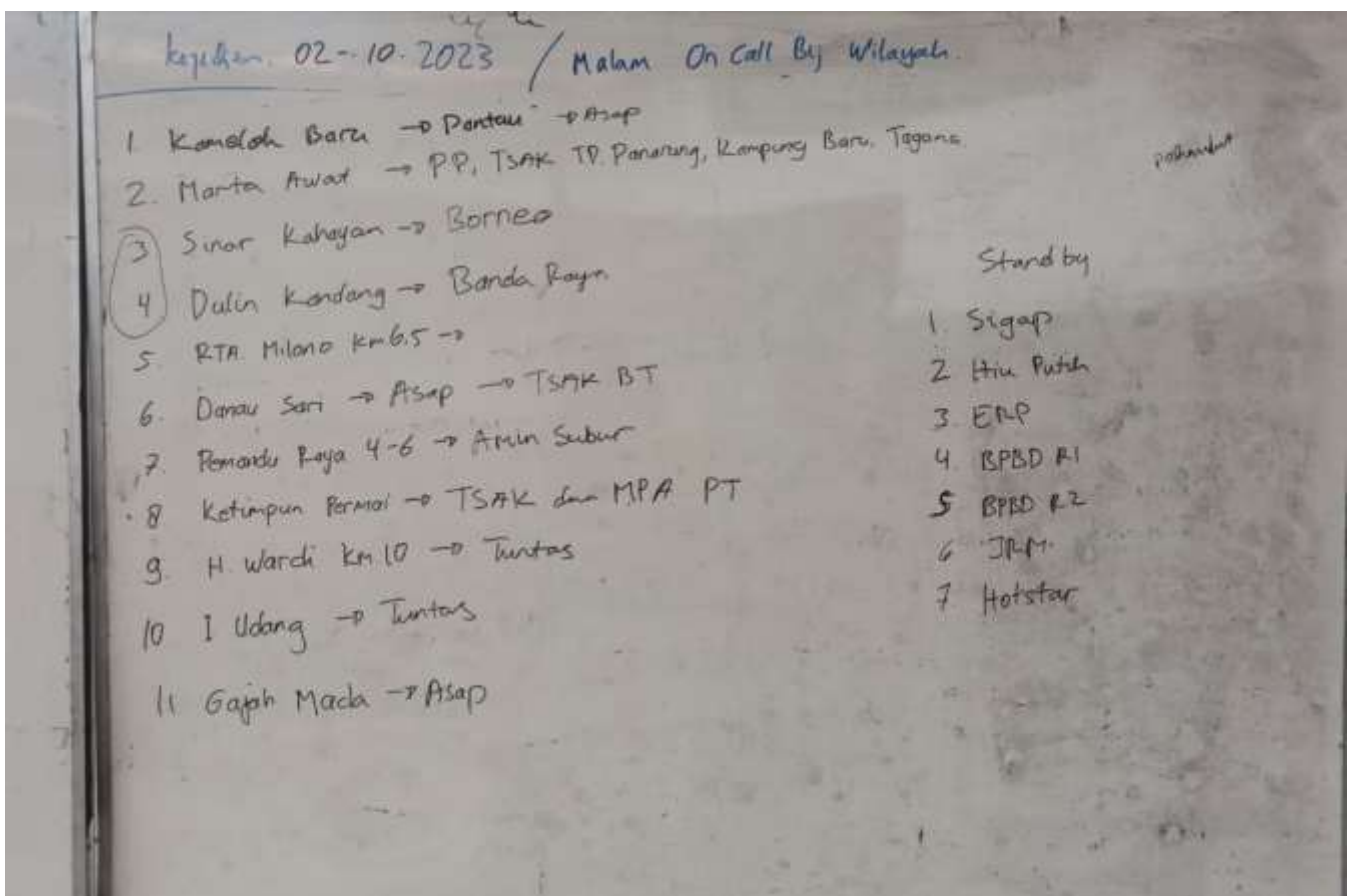 02-10-2023 / Malam On Call By Wilayah.
1 Kameloh Baru → Pantau → Asap
2. Marta Awat → P.P, TSAK TD. Panarung, Kampung Baru, Tagana
3 Sinar Kahayan → Borneo
4 Dulin Kandang → Banda Raya
5. RTA Milono Km 6.5 →
6. Danau Sari → Asap → TSAK BT
7. Pemandu Raya 4-6 → Amin Subur
8 Ketimpun Permai → TSAK dan MPA PT
9. H. Wardi Km 10 → Tuntas
10 I Udang → Tuntas
11 Gajah Mada → Asap
Stand by
1. Sigap
2 Hiu Putih
3. ERP
4. BPBD R1
5 BPBD R2
6 JRM.
7 Hotstar